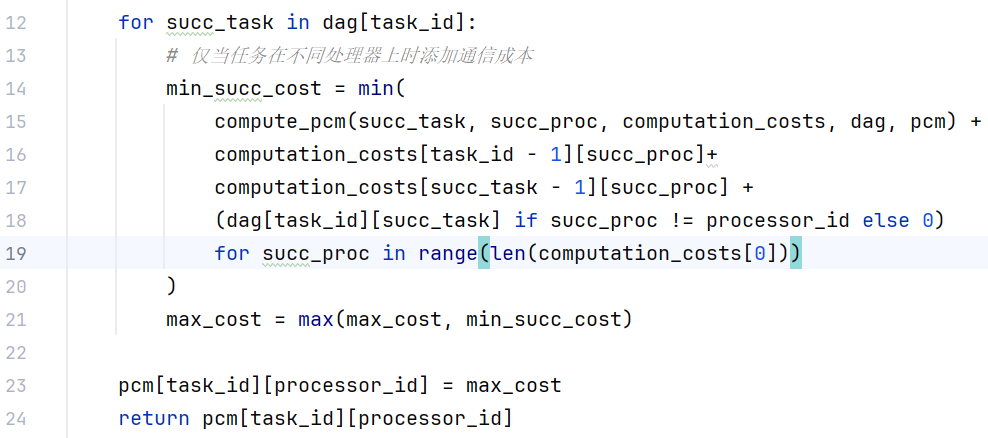 12 for succ_task in dag[task_id]:
13 # 仅当任务在不同处理器上时添加通信成本
14 min_succ_cost = min(
15 compute_pcm(succ_task, succ_proc, computation_costs, dag, pcm) +
16 computation_costs[task_id - 1][succ_proc]+
17 computation_costs[succ_task - 1][succ_proc] +
18 (dag[task_id][succ_task] if succ_proc != processor_id else 0)
19 for succ_proc in range(len(computation_costs[0]))
20 )
21 max_cost = max(max_cost, min_succ_cost)
22
23 pcm[task_id][processor_id] = max_cost
24 return pcm[task_id][processor_id]